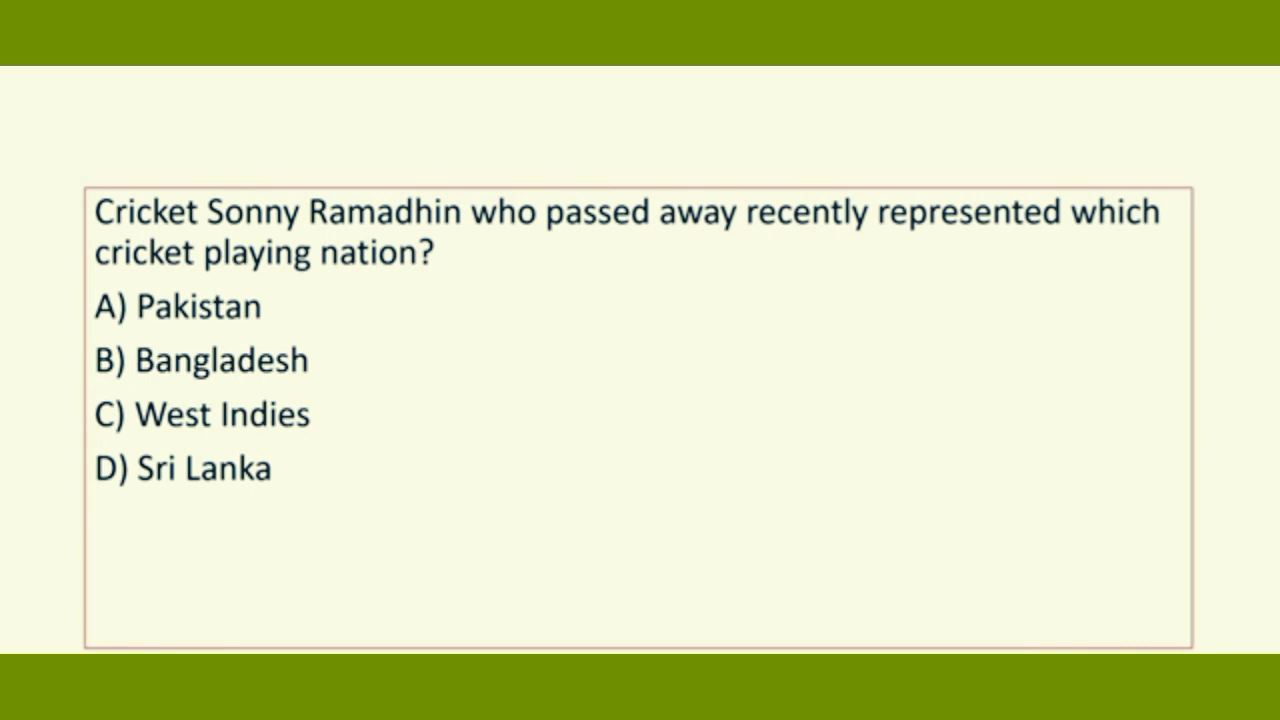 Cricket Sonny Ramadhin who passed away recently represented which
cricket playing nation?
A) Pakistan
B) Bangladesh
C) West Indies
D) Sri Lanka